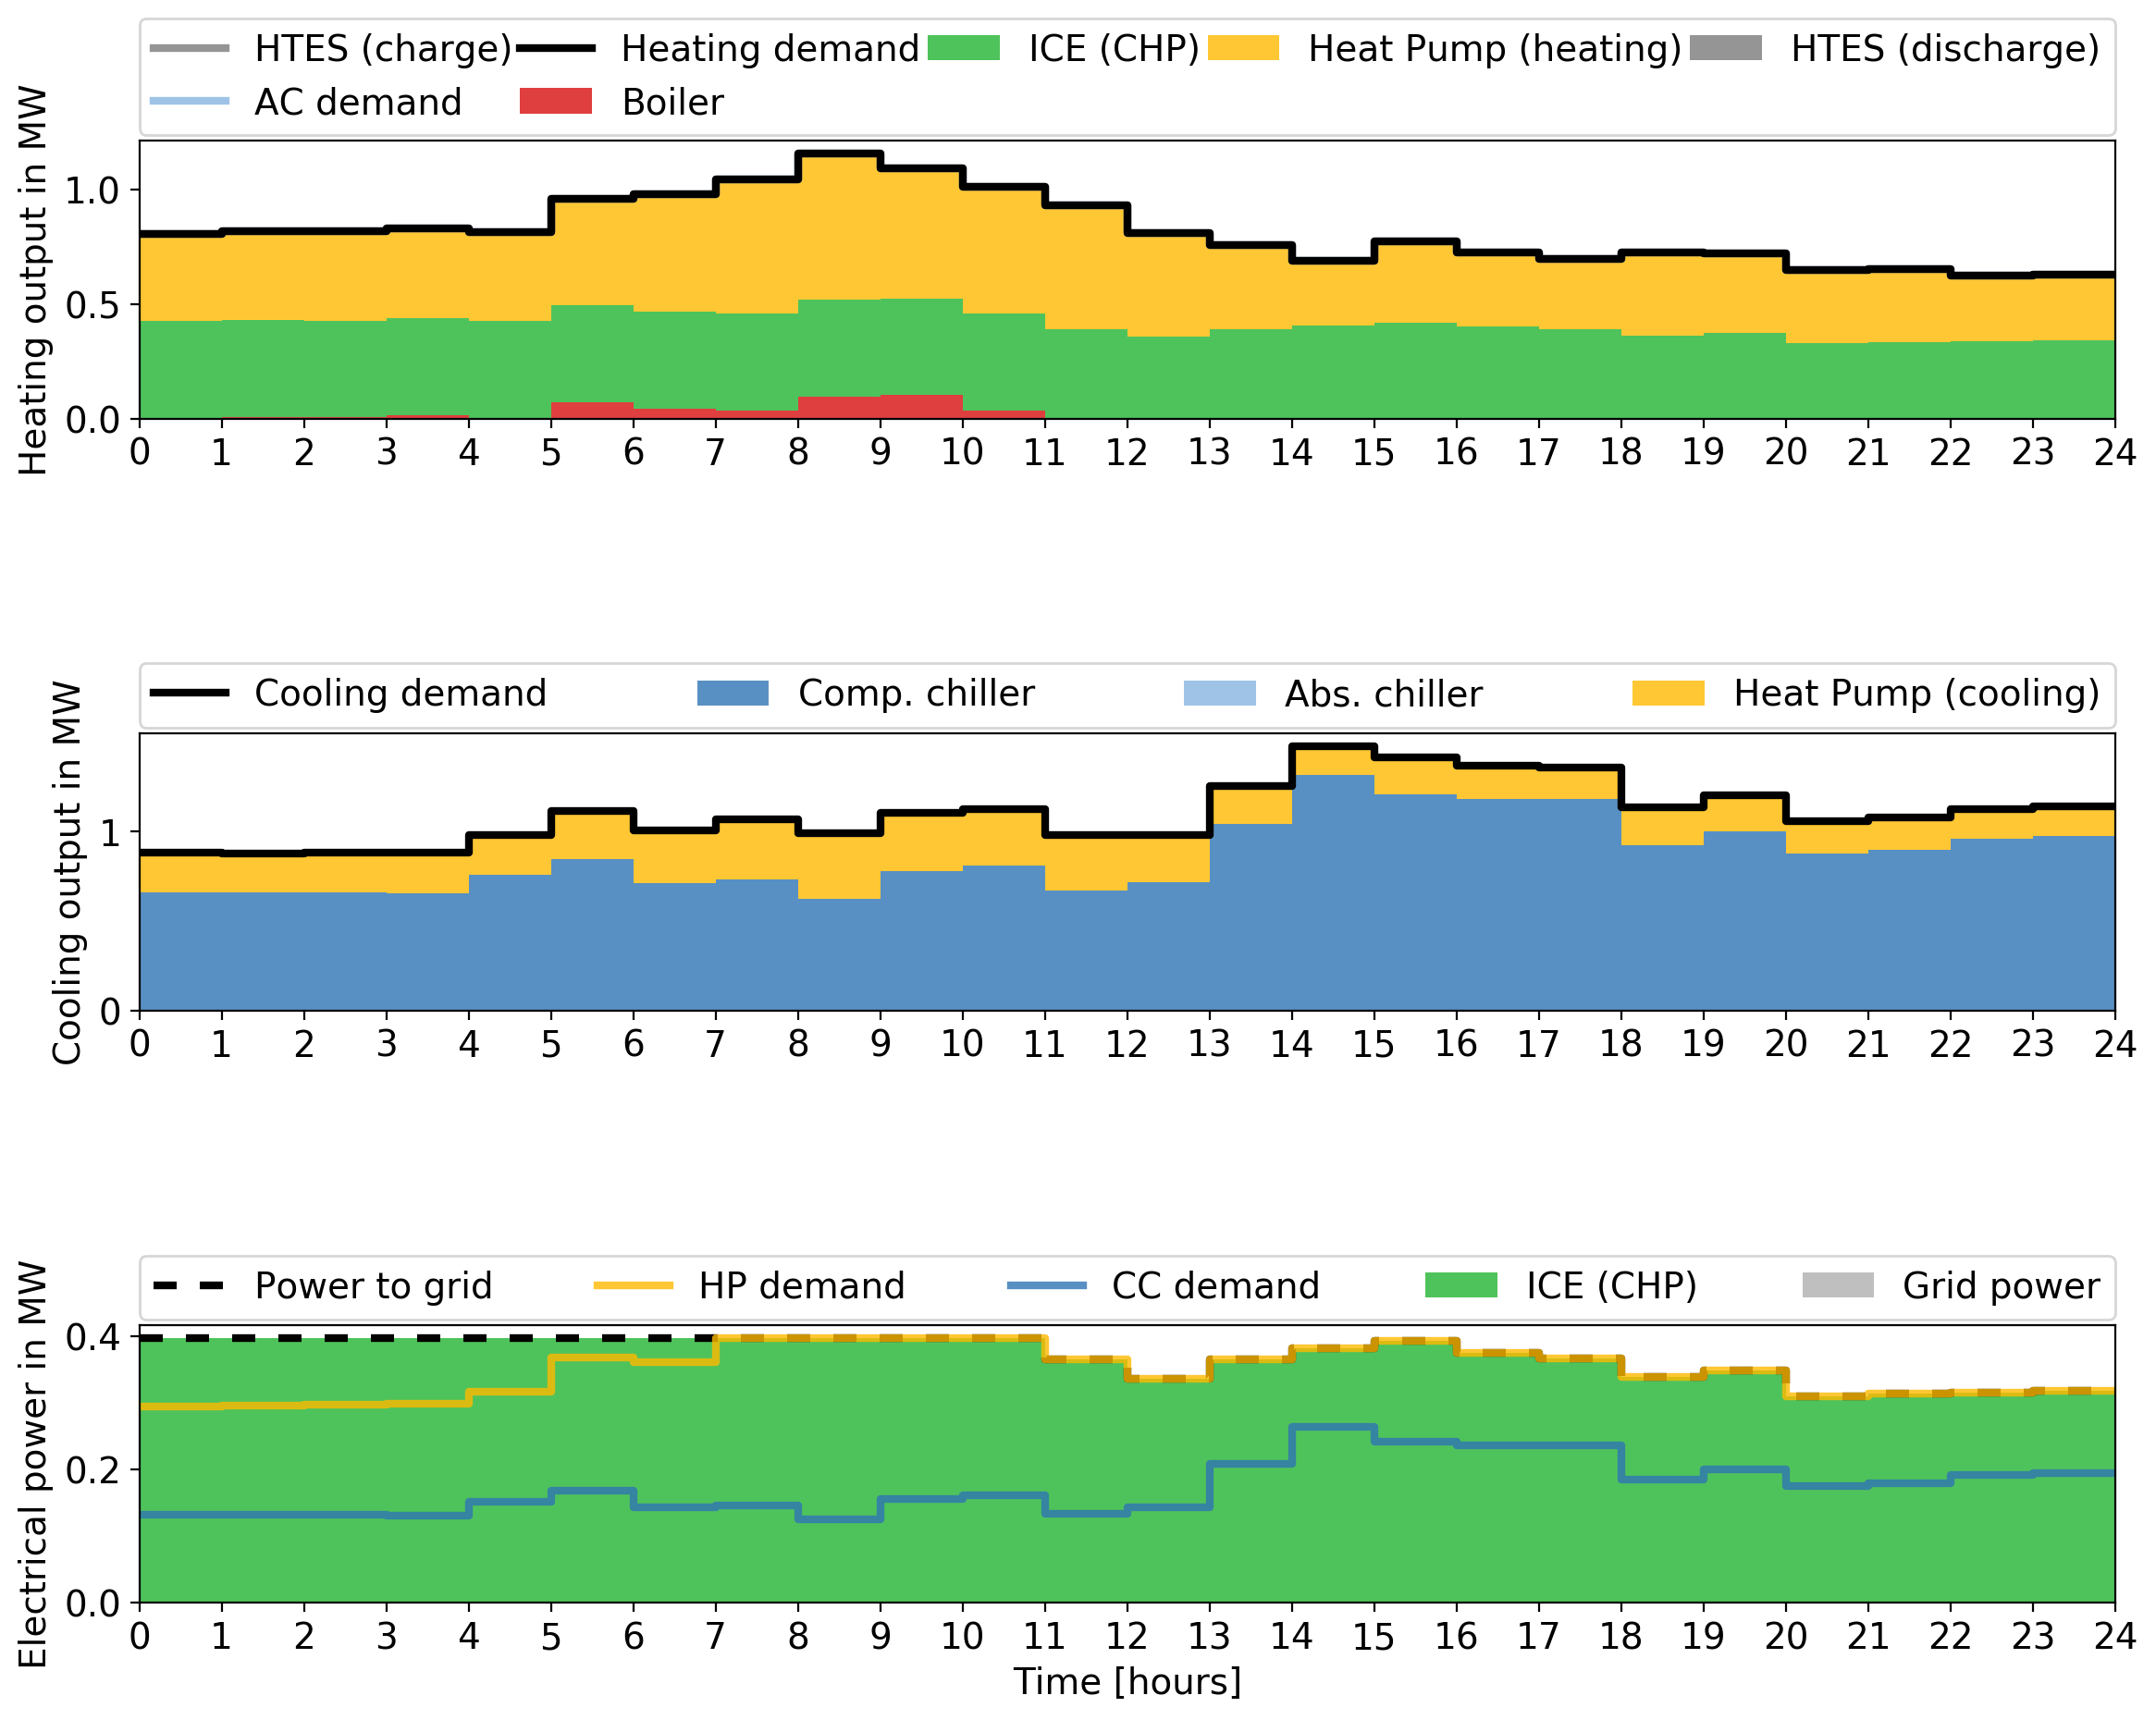 HTES (charge) Heating demand ICE (CHP) Heat Pump (heating) HTES (discharge)
AC demand Boiler
Heating output in MW
1.0
0.5
0.0
0 1 2 3 4 5 6 7 8 9 10 11 12 13 14 15 16 17 18 19 20 21 22 23 24
Cooling demand Comp. chiller Abs. chiller Heat Pump (cooling)
Cooling output in MW
1
0
0 1 2 3 4 5 6 7 8 9 10 11 12 13 14 15 16 17 18 19 20 21 22 23 24
Power to grid HP demand CC demand ICE (CHP) Grid power
Electrical power in MW
0.4
0.2
0.0
0 1 2 3 4 5 6 7 8 9 10 11 12 13 14 15 16 17 18 19 20 21 22 23 24
Time [hours]